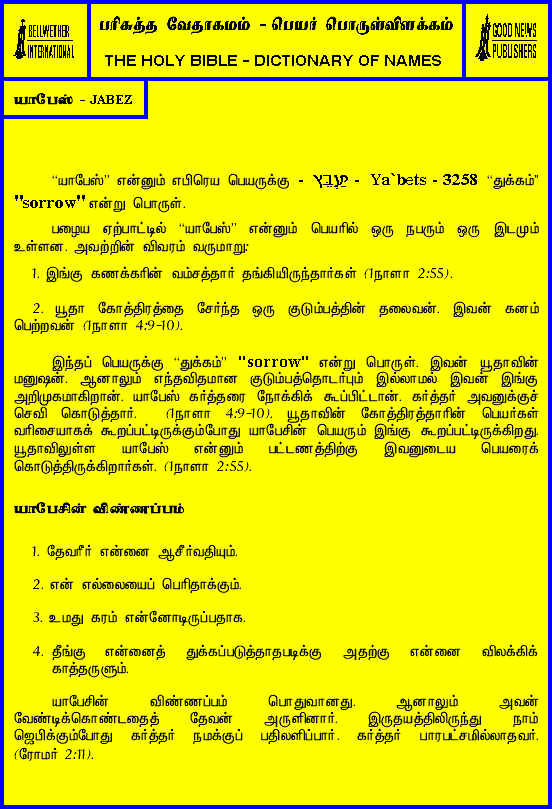 BELLWETHER
INTERNATIONAL
பரிசுத்த வேதாகமம் - பெயர் பொருள்விளக்கம்
THE HOLY BIBLE - DICTIONARY OF NAMES
GOOD NEWS
PUBLISHERS
யாபேஸ் - JABEZ
“யாபேஸ்” என்னும் எபிரெய பெயருக்கு - יַעְבֵּץ - Ya`bets - 3258 “துக்கம்”
"sorrow" என்று பொருள்.
பழைய ஏற்பாட்டில் “யாபேஸ்” என்னும் பெயரில் ஒரு நபரும் ஒரு இடமும்
உள்ளன. அவற்றின் விவரம் வருமாறு:
1. இங்கு கணக்கரின் வம்சத்தார் தங்கியிருந்தார்கள் (1நாளா 2:55).
2. யூதா கோத்திரத்தை சேர்ந்த ஒரு குடும்பத்தின் தலைவன். இவன் கனம்
பெற்றவன் (1நாளா 4:9-10).
இந்தப் பெயருக்கு “துக்கம்” "sorrow" என்று பொருள். இவன் யூதாவின்
மனுஷன். ஆனாலும் எந்தவிதமான குடும்பத்தொடர்பும் இல்லாமல் இவன் இங்கு
அறிமுகமாகிறான். யாபேஸ் கர்த்தரை நோக்கிக் கூப்பிட்டான். கர்த்தர் அவனுக்குச்
செவி கொடுத்தார். (1நாளா 4:9-10). யூதாவின் கோத்திரத்தாரின் பெயர்கள்
வரிசையாகக் கூறப்பட்டிருக்கும்போது யாபேசின் பெயரும் இங்கு கூறப்பட்டிருக்கிறது.
யூதாவிலுள்ள யாபேஸ் என்னும் பட்டணத்திற்கு இவனுடைய பெயரைக்
கொடுத்திருக்கிறார்கள். (1நாளா 2:55).
யாபேசின் விண்ணப்பம்
1. தேவரீர் என்னை ஆசீர்வதியும்.
2. என் எல்லையைப் பெரிதாக்கும்.
3. உமது கரம் என்னோடிருப்பதாக.
4. தீங்கு என்னைத் துக்கப்படுத்தாதபடிக்கு அதற்கு என்னை விலக்கிக்
காத்தருளும்.
யாபேசின் விண்ணப்பம் பொதுவானது. ஆனாலும் அவன்
வேண்டிக்கொண்டதைத் தேவன் அருளினார். இருதயத்திலிருந்து நாம்
ஜெபிக்கும்போது கர்த்தர் நமக்குப் பதிலளிப்பார். கர்த்தர் பாரபட்சமில்லாதவர்.
(ரோமர் 2:11).